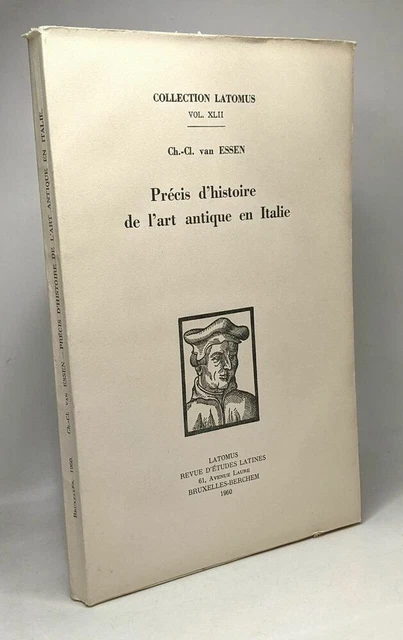 COLLECTION LATOMUS
VOL. XLII
Ch.-Cl. van ESSEN
Précis d'histoire
de l'art antique en Italie
LATOMUS
REVUE D'ÉTUDES LATINES
61, Avenue Laure
BRUXELLES-BERCHEM
1960
Bruxelles, 1960. Ch.-Cl. van ESSEN — PRÉCIS D'HISTOIRE DE L'ART ANTIQUE EN ITALIE.